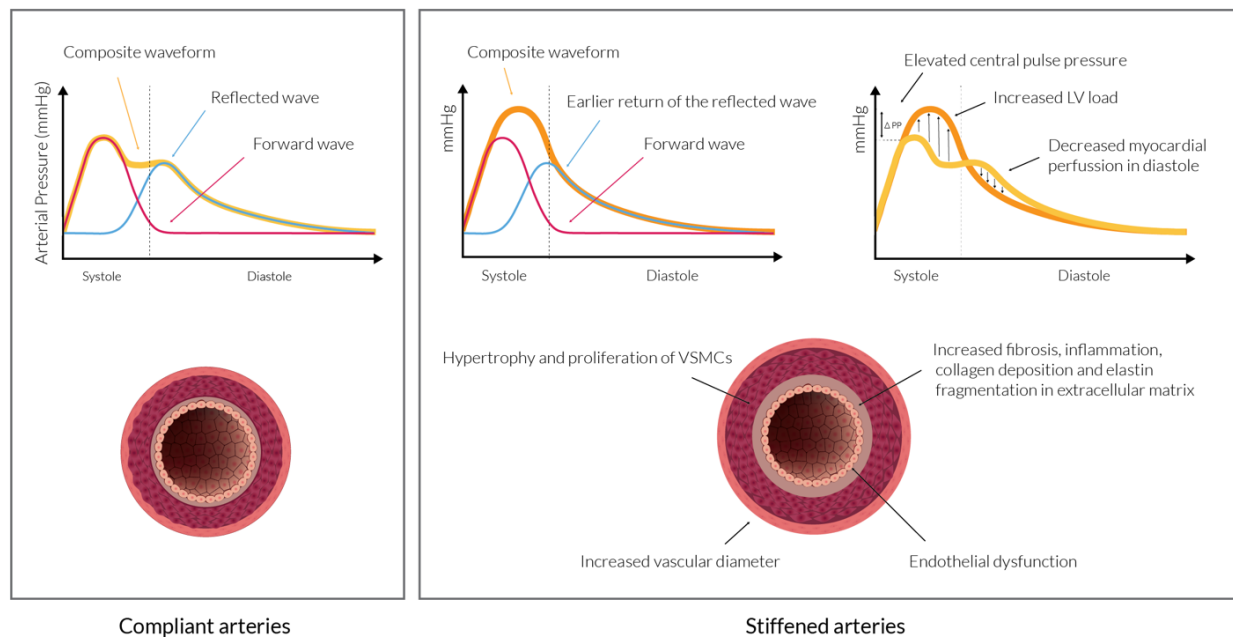 Composite waveform
Reflected wave
Forward wave
Arterial Pressure (mmHg)
Systole
Diastole
Compliant arteries
Composite waveform
Earlier return of the reflected wave
Forward wave
mmHg
Systole
Diastole
Elevated central pulse pressure
Increased LV load
Δ PP
Decreased myocardial
perfussion in diastole
mmHg
Systole
Diastole
Hypertrophy and proliferation of VSMCs
Increased fibrosis, inflammation,
collagen deposition and elastin
fragmentation in extracellular matrix
Increased vascular diameter
Endothelial dysfunction
Stiffened arteries